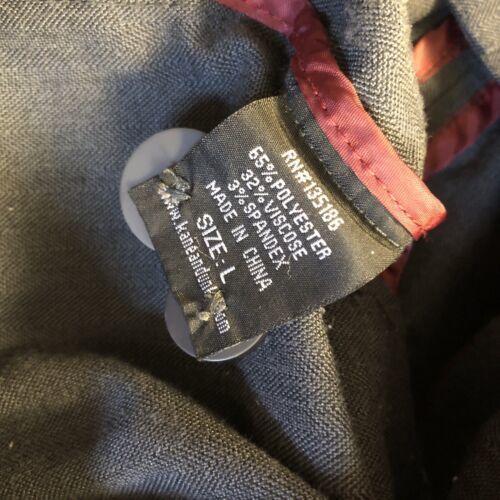 RN#135186
65%POLYESTER
32%VISCOSE
3%SPANDEX
MADE IN CHINA
SIZE: L